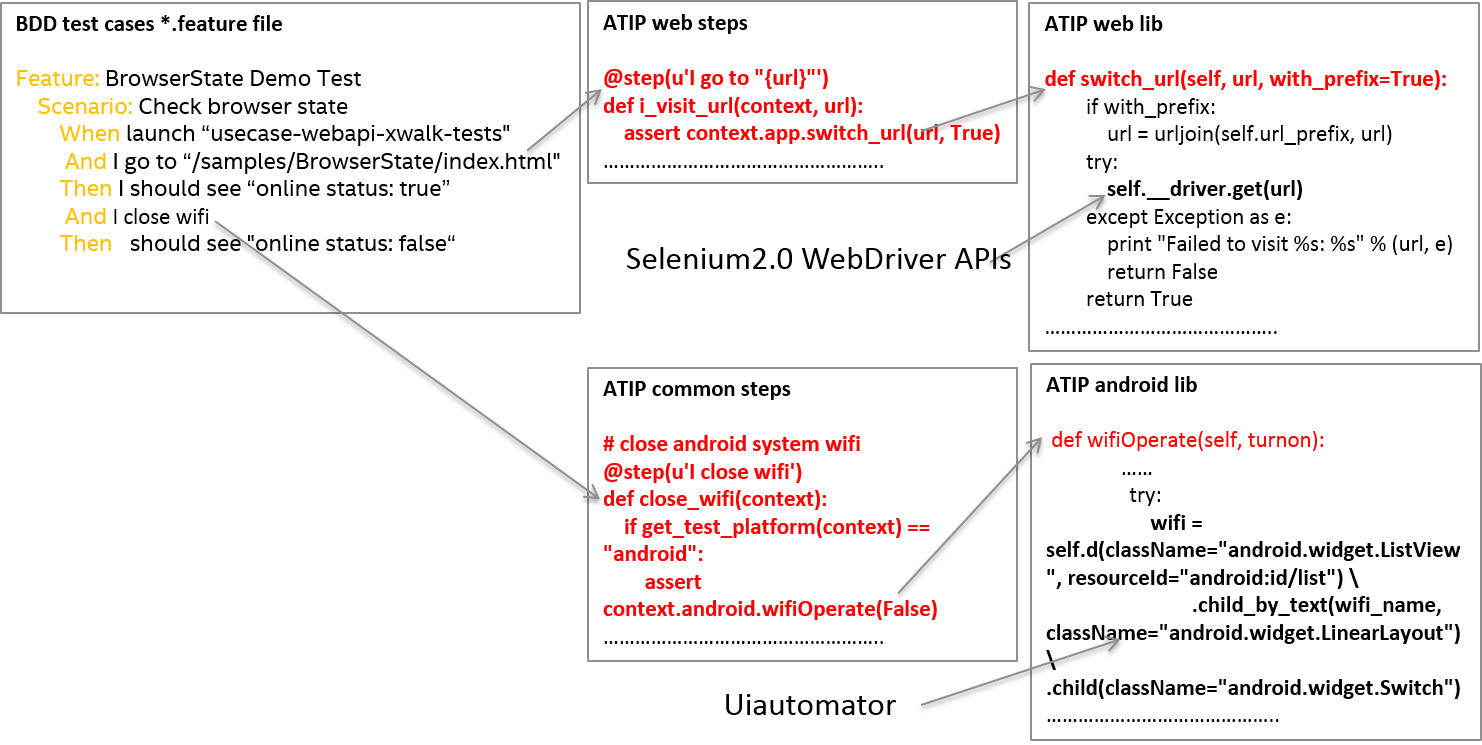 BDD test cases *.feature file
Feature: BrowserState Demo Test
Scenario: Check browser state
When launch “usecase-webapi-xwalk-tests"
And I go to “/samples/BrowserState/index.html"
Then I should see “online status: true”
And I close wifi
Then should see "online status: false“
ATIP web steps
@step(u'I go to "{url}"')
def i_visit_url(context, url):
assert context.app.switch_url(url, True)
……………………………………………..
ATIP web lib
def switch_url(self, url, with_prefix=True):
if with_prefix:
url = urljoin(self.url_prefix, url)
try:
self.__driver.get(url)
except Exception as e:
print "Failed to visit %s: %s" % (url, e)
return False
return True
……………………………………..
Selenium2.0 WebDriver APIs
ATIP common steps
# close android system wifi
@step(u'I close wifi')
def close_wifi(context):
if get_test_platform(context) ==
"android":
assert
context.android.wifiOperate(False)
……………………………………………..
ATIP android lib
def wifiOperate(self, turnon):
……
try:
wifi =
self.d(className="android.widget.ListView
", resourceId="android:id/list") \
.child_by_text(wifi_name,
className="android.widget.LinearLayout")
\
.child(className="android.widget.Switch")
……………………………………..
Uiautomator